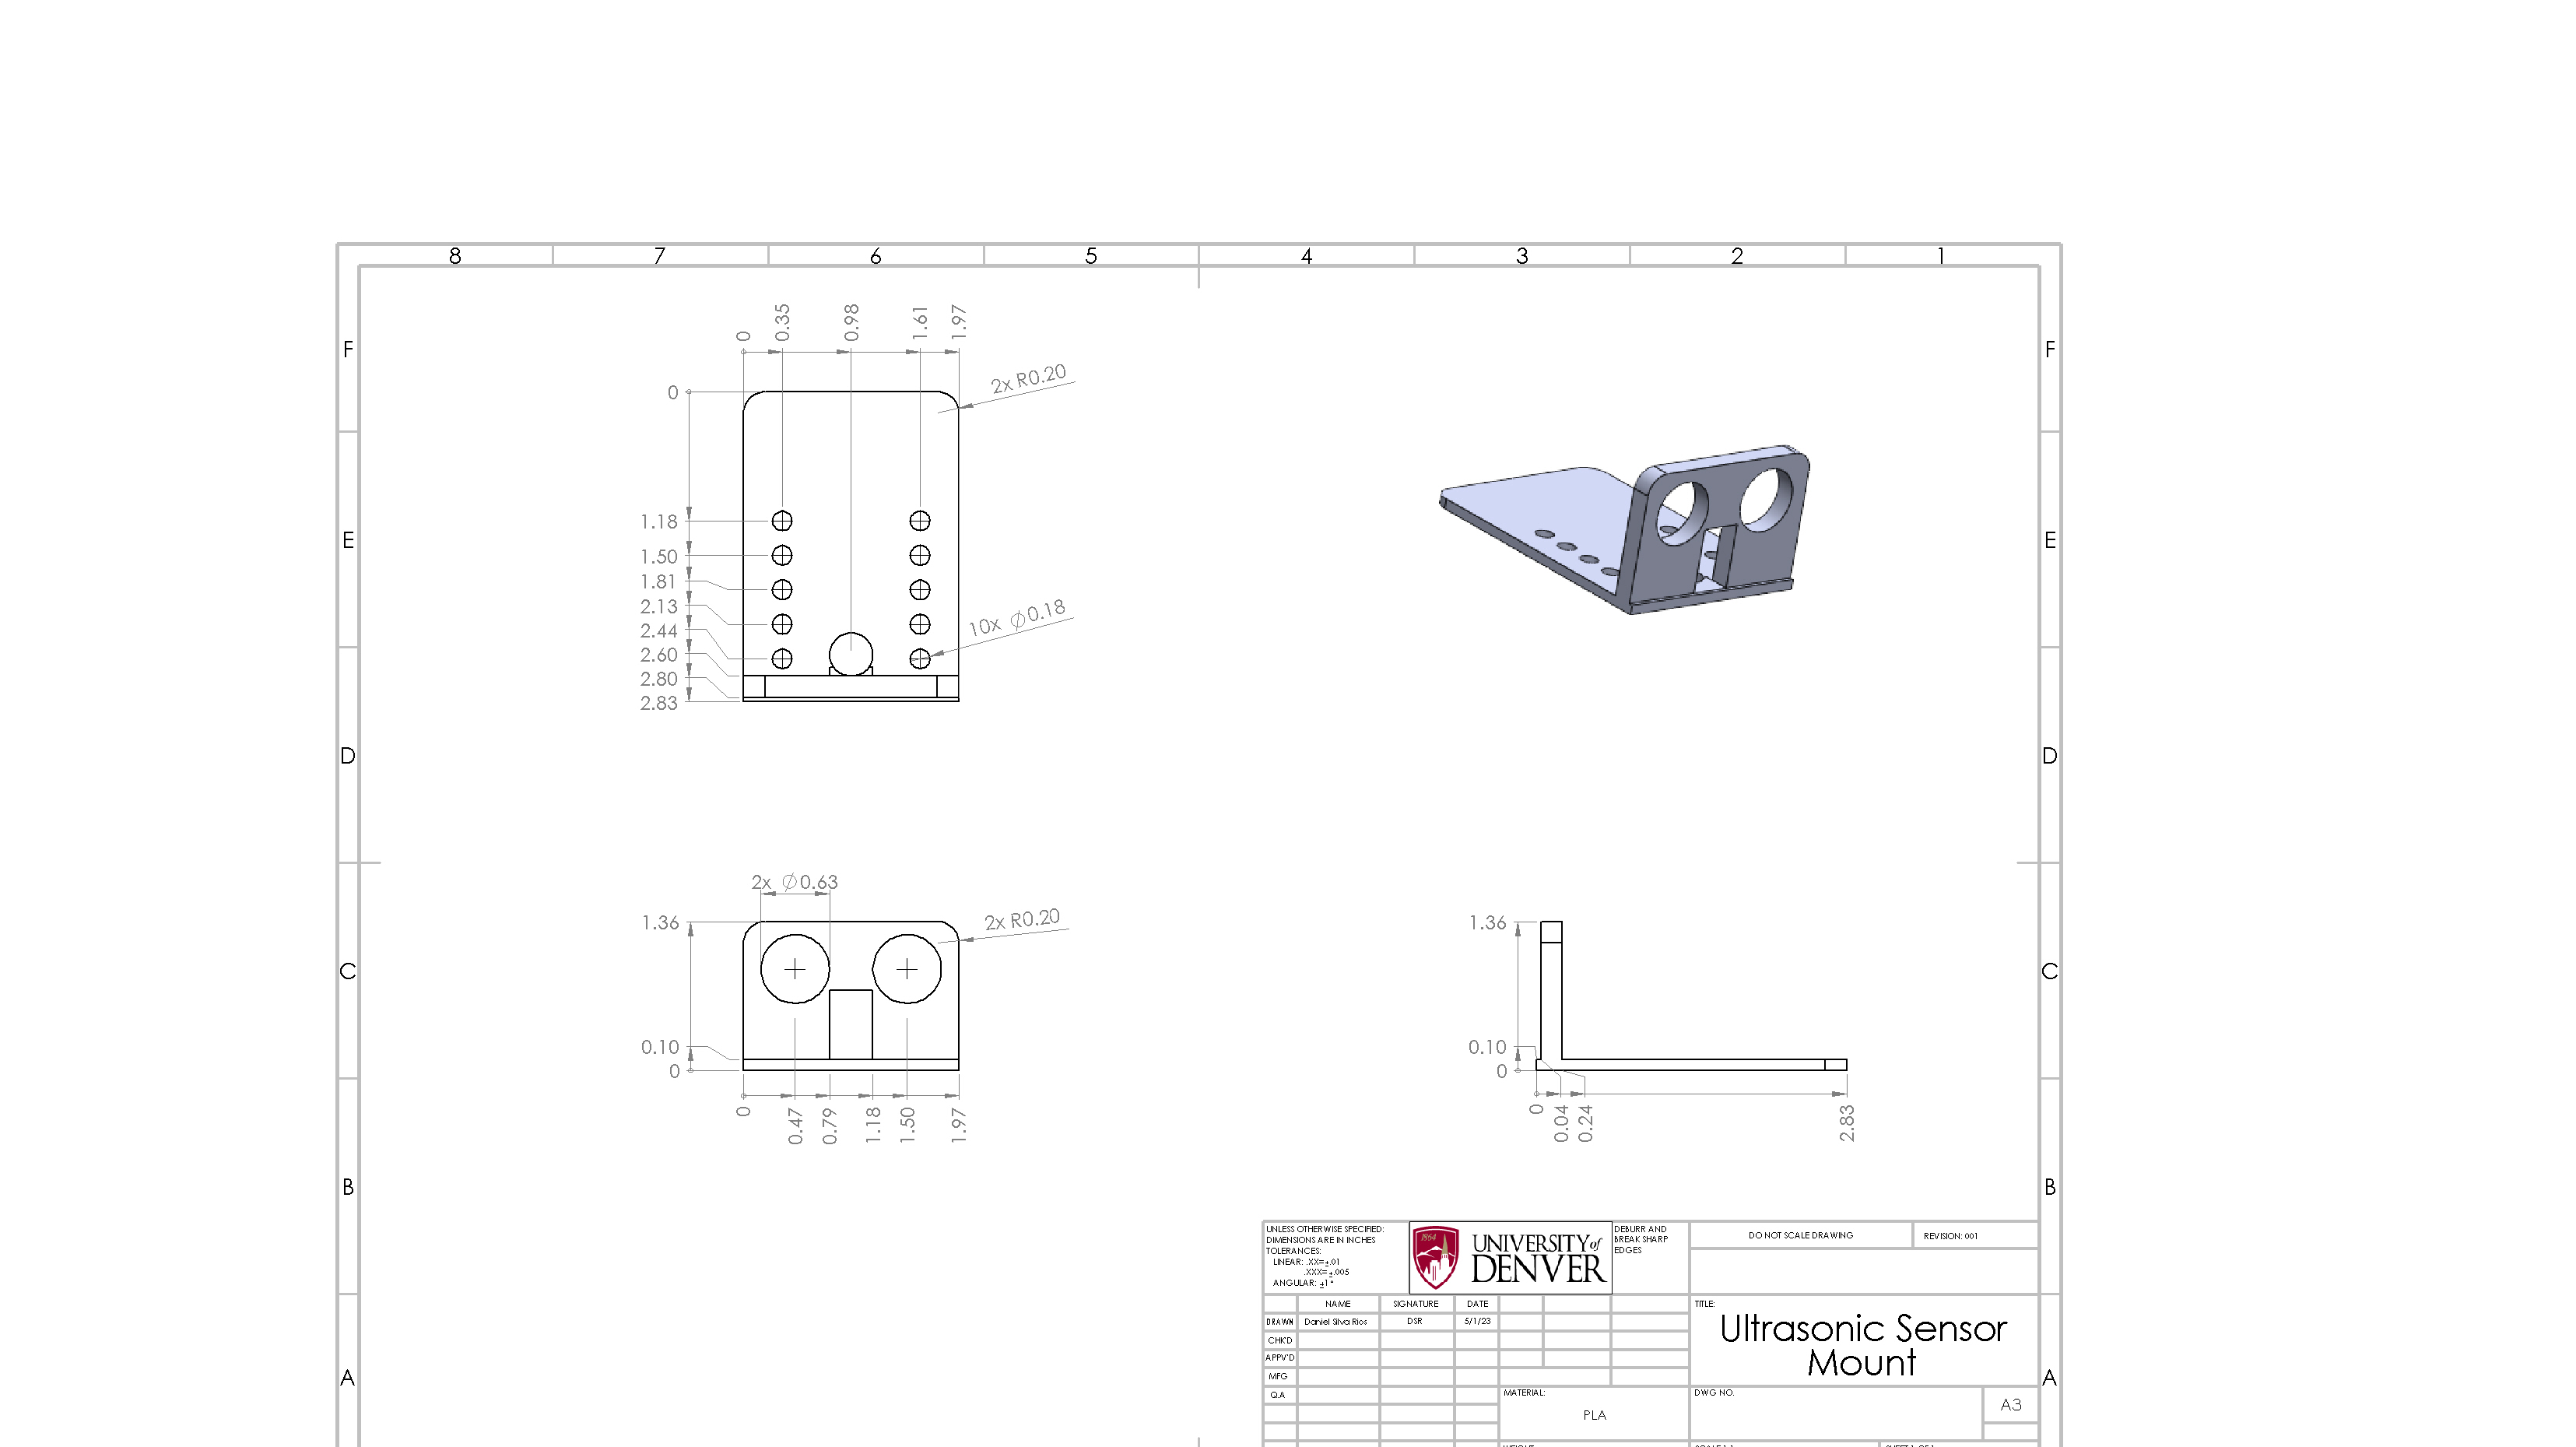 8 7 6 5 4 3 2 1
F F
E E
D D
C C
B B
A A
0 0.35 0.98 1.61 1.97
2x R0.20
0
1.18
1.50
1.81
2.13
2.44
2.60
2.80
2.83
10x ∅0.18
2x ∅0.63
2x R0.20
1.36
0.10
0
0 0.47 0.79 1.18 1.50 1.97
1.36
0.10
0
0 0.04 0.24 2.83
UNLESS OTHERWISE SPECIFIED:
DIMENSIONS ARE IN INCHES
TOLERANCES:
LINEAR: .XX=±.01
.XXX=±.005
ANGULAR: ±1°
1864
UNIVERSITY of
DENVER
DEBURR AND
BREAK SHARP
EDGES
DO NOT SCALE DRAWING
REVISION: 001
NAME SIGNATURE DATE
DRAWN Daniel Silva Rios DSR 5/1/23
CHK'D
APPV'D
MFG
Q.A
TITLE:
Ultrasonic Sensor
Mount
MATERIAL:
PLA
DWG NO.
A3